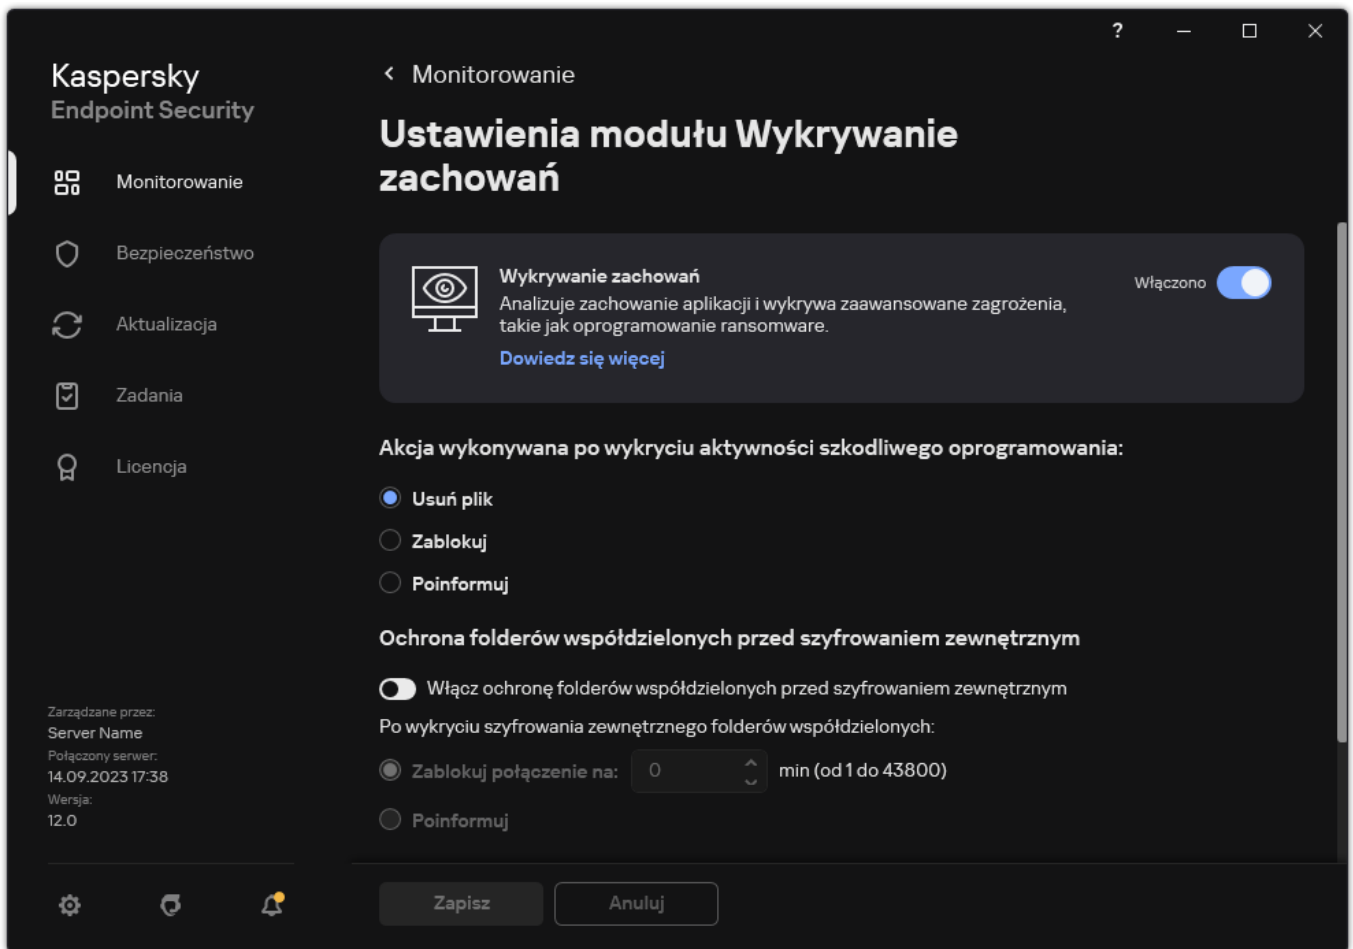 ?
Kaspersky
Endpoint Security
Monitorowanie
Bezpieczeństwo
Aktualizacja
Zadania
Licencja
Zarządzane przez:
Server Name
Połączony serwer:
14.09.2023 17:38
Wersja:
12.0
Monitorowanie
Ustawienia modułu Wykrywanie
zachowań
Wykrywanie zachowań
Analizuje zachowanie aplikacji i wykrywa zaawansowane zagrożenia,
takie jak oprogramowanie ransomware.
Dowiedz się więcej
Włączono
Akcja wykonywana po wykryciu aktywności szkodliwego oprogramowania:
Usuń plik
Zablokuj
Poinformuj
Ochrona folderów współdzielonych przed szyfrowaniem zewnętrznym
Włącz ochronę folderów współdzielonych przed szyfrowaniem zewnętrznym
Po wykryciu szyfrowania zewnętrznego folderów współdzielonych:
Zablokuj połączenie na: 0 min (od 1 do 43800)
Poinformuj
Zapisz
Anuluj